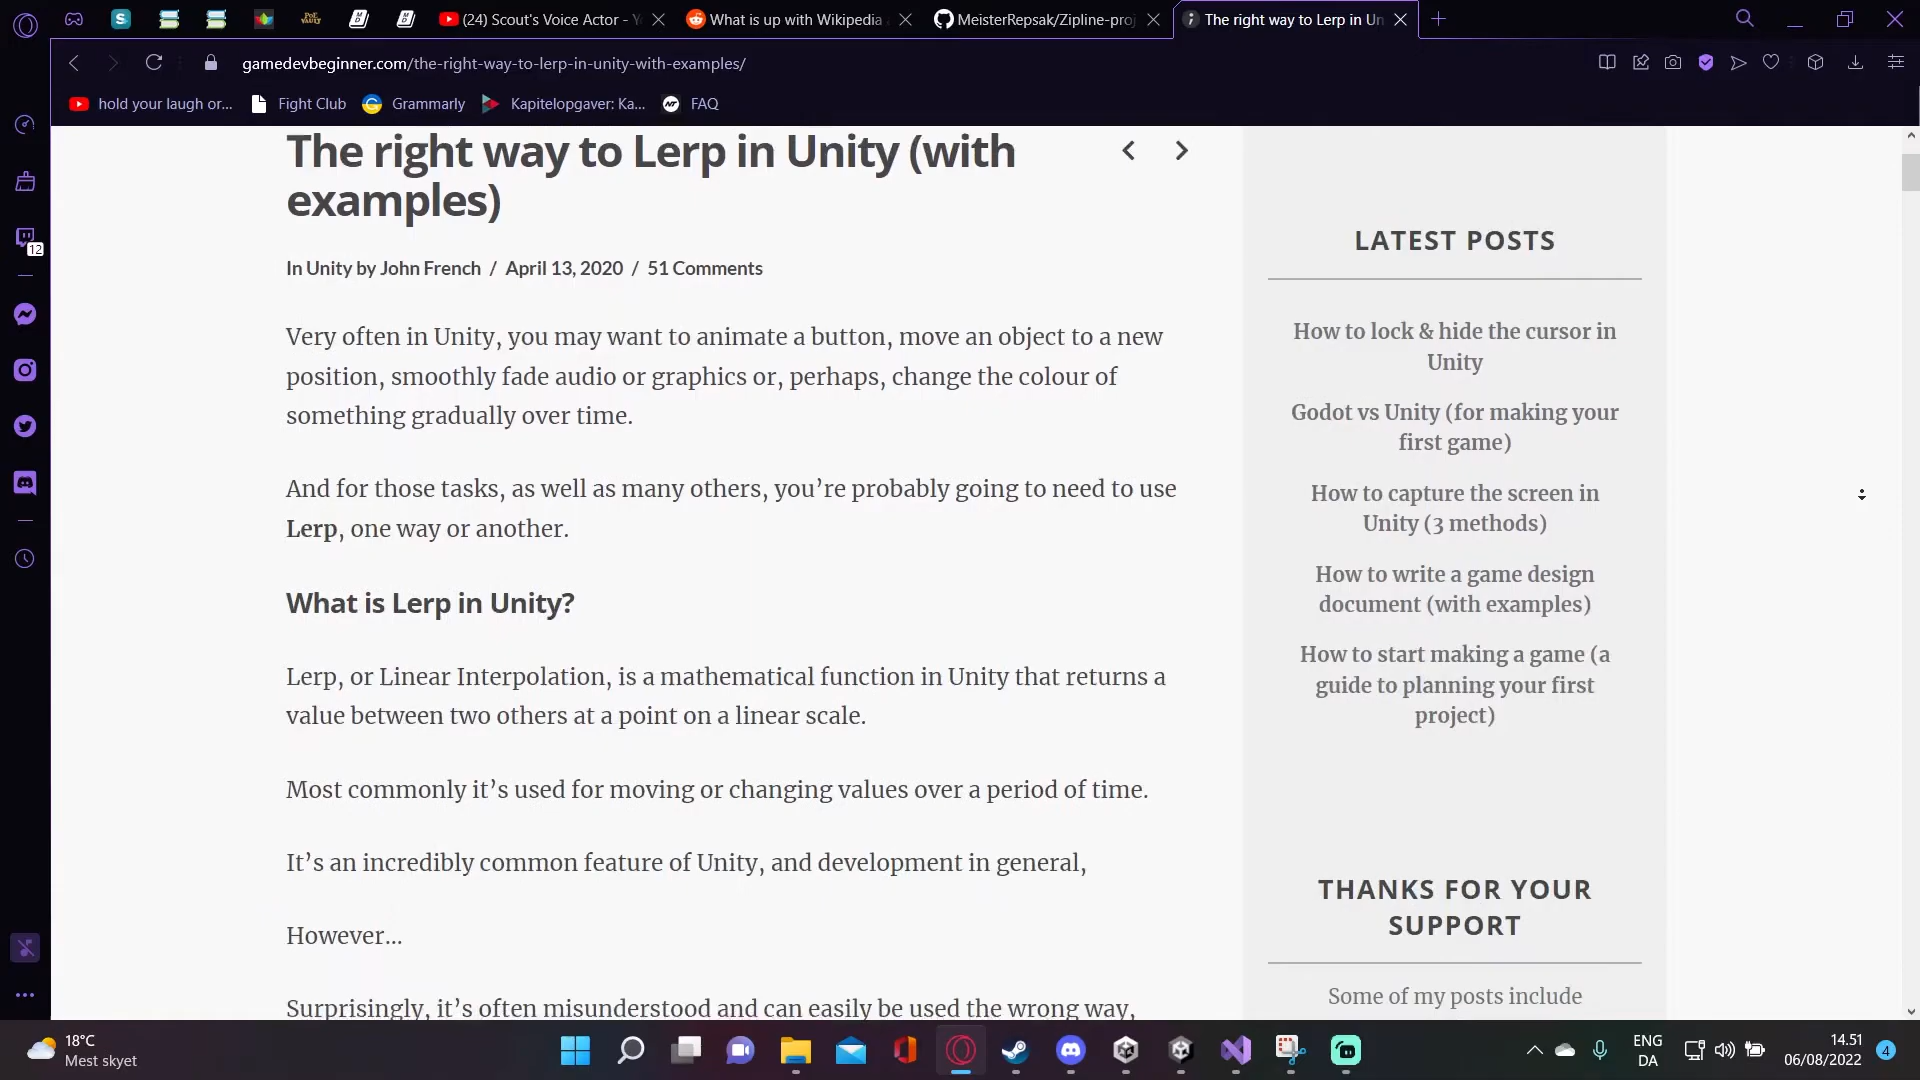 (24) Scout's Voice Actor - Y
What is up with Wikipedia
MeisterRepsak/Zipline-proj
The right way to Lerp in Un
gamedevbeginner.com/the-right-way-to-lerp-in-unity-with-examples/
hold your laugh or...
Fight Club
Grammarly
Kapitelopgaver: Ka...
FAQ
12
The right way to Lerp in Unity (with
examples)
In Unity by John French / April 13, 2020 / 51 Comments
Very often in Unity, you may want to animate a button, move an object to a new
position, smoothly fade audio or graphics or, perhaps, change the colour of
something gradually over time.
And for those tasks, as well as many others, you’re probably going to need to use
Lerp, one way or another.
What is Lerp in Unity?
Lerp, or Linear Interpolation, is a mathematical function in Unity that returns a
value between two others at a point on a linear scale.
Most commonly it’s used for moving or changing values over a period of time.
It’s an incredibly common feature of Unity, and development in general,
However…
Surprisingly, it’s often misunderstood and can easily be used the wrong way,
LATEST POSTS
How to lock & hide the cursor in
Unity
Godot vs Unity (for making your
first game)
How to capture the screen in
Unity (3 methods)
How to write a game design
document (with examples)
How to start making a game (a
guide to planning your first
project)
THANKS FOR YOUR
SUPPORT
Some of my posts include
18°C
Mest skyet
ENG
DA
14.51
06/08/2022
4